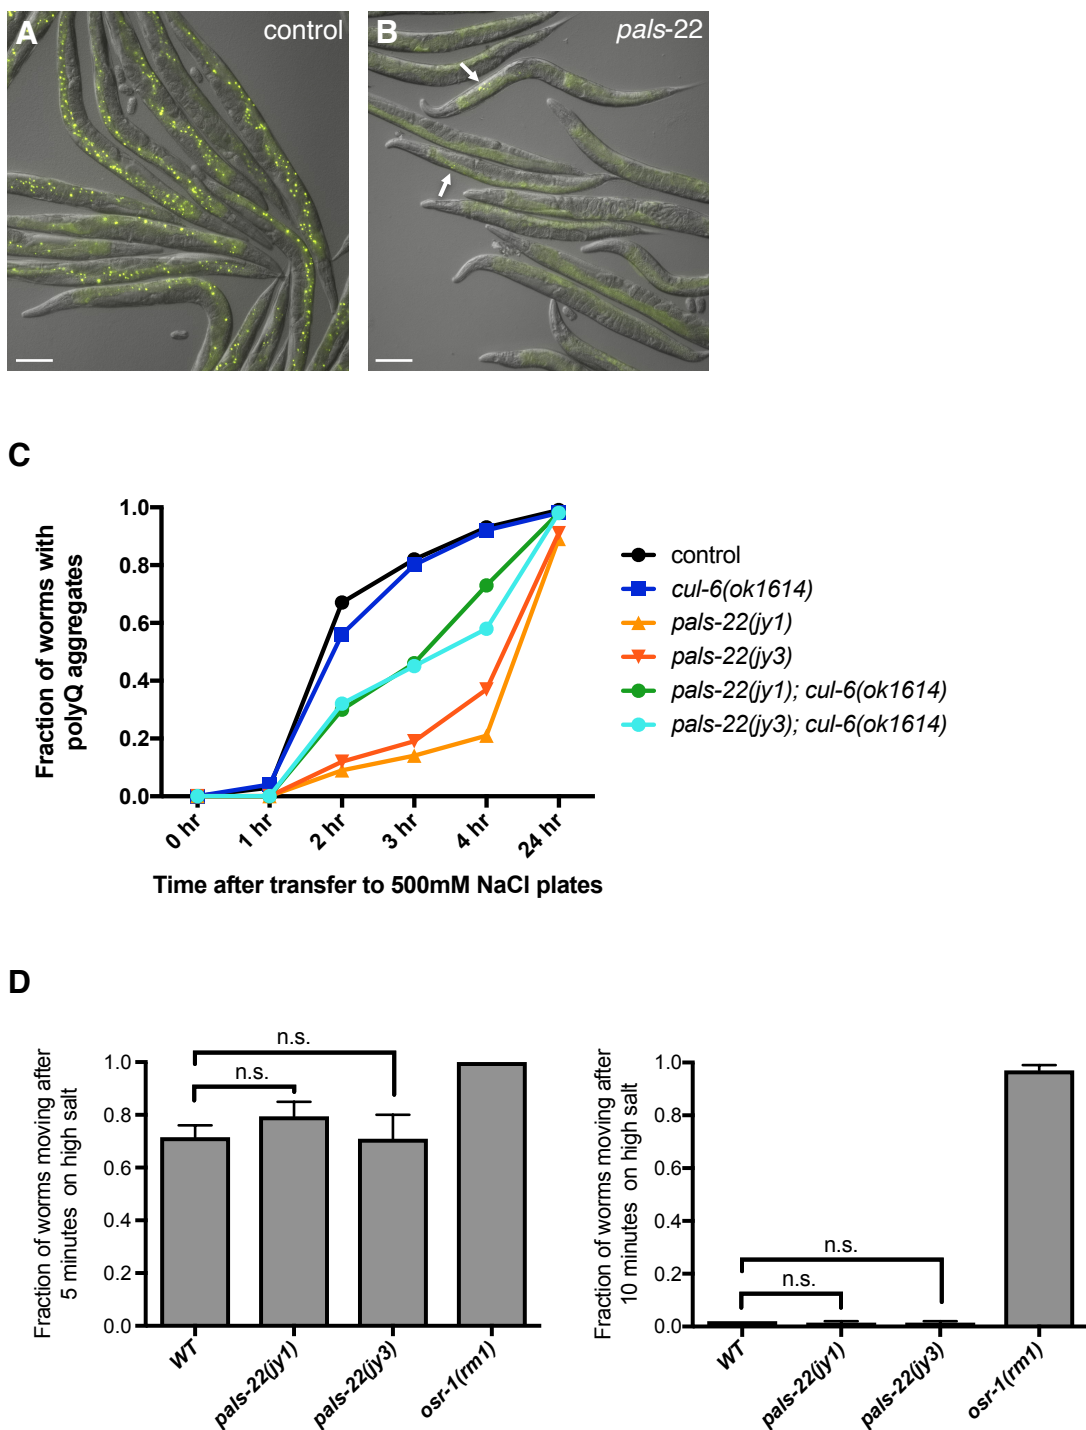 A
control
B
pals-22
C
Fraction of worms with
polyQ aggregates
1.0
0.8
0.6
0.4
0.2
0.0
0 hr
1 hr
2 hr
3 hr
4 hr
24 hr
Time after transfer to 500mM NaCl plates
control
cul-6(ok1614)
pals-22(jy1)
pals-22(jy3)
pals-22(jy1); cul-6(ok1614)
pals-22(jy3); cul-6(ok1614)
D
Fraction of worms moving after
5 minutes on high salt
1.0
0.8
0.6
0.4
0.2
0.0
n.s.
n.s.
WT
pals-22(jy1)
pals-22(jy3)
osr-1(rm1)
Fraction of worms moving after
10 minutes on high salt
1.0
0.8
0.6
0.4
0.2
0.0
n.s.
n.s.
WT
pals-22(jy1)
pals-22(jy3)
osr-1(rm1)